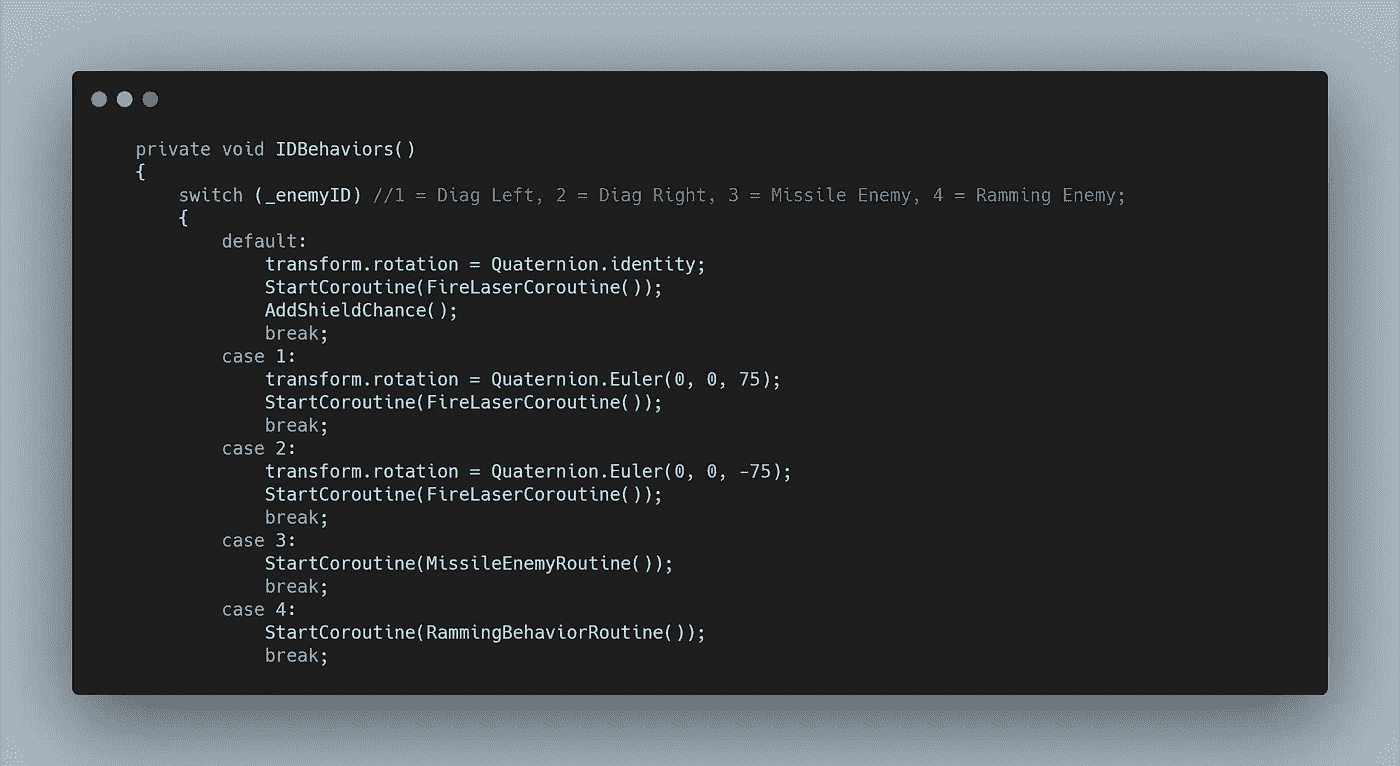 private void IDBehaviors()
{
    switch (_enemyID) //1 = Diag Left, 2 = Diag Right, 3 = Missile Enemy, 4 = Ramming Enemy;
    {
        default:
            transform.rotation = Quaternion.identity;
            StartCoroutine(FireLaserCoroutine());
            AddShieldChance();
            break;
        case 1:
            transform.rotation = Quaternion.Euler(0, 0, 75);
            StartCoroutine(FireLaserCoroutine());
            break;
        case 2:
            transform.rotation = Quaternion.Euler(0, 0, -75);
            StartCoroutine(FireLaserCoroutine());
            break;
        case 3:
            StartCoroutine(MissileEnemyRoutine());
            break;
        case 4:
            StartCoroutine(RammingBehaviorRoutine());
            break;